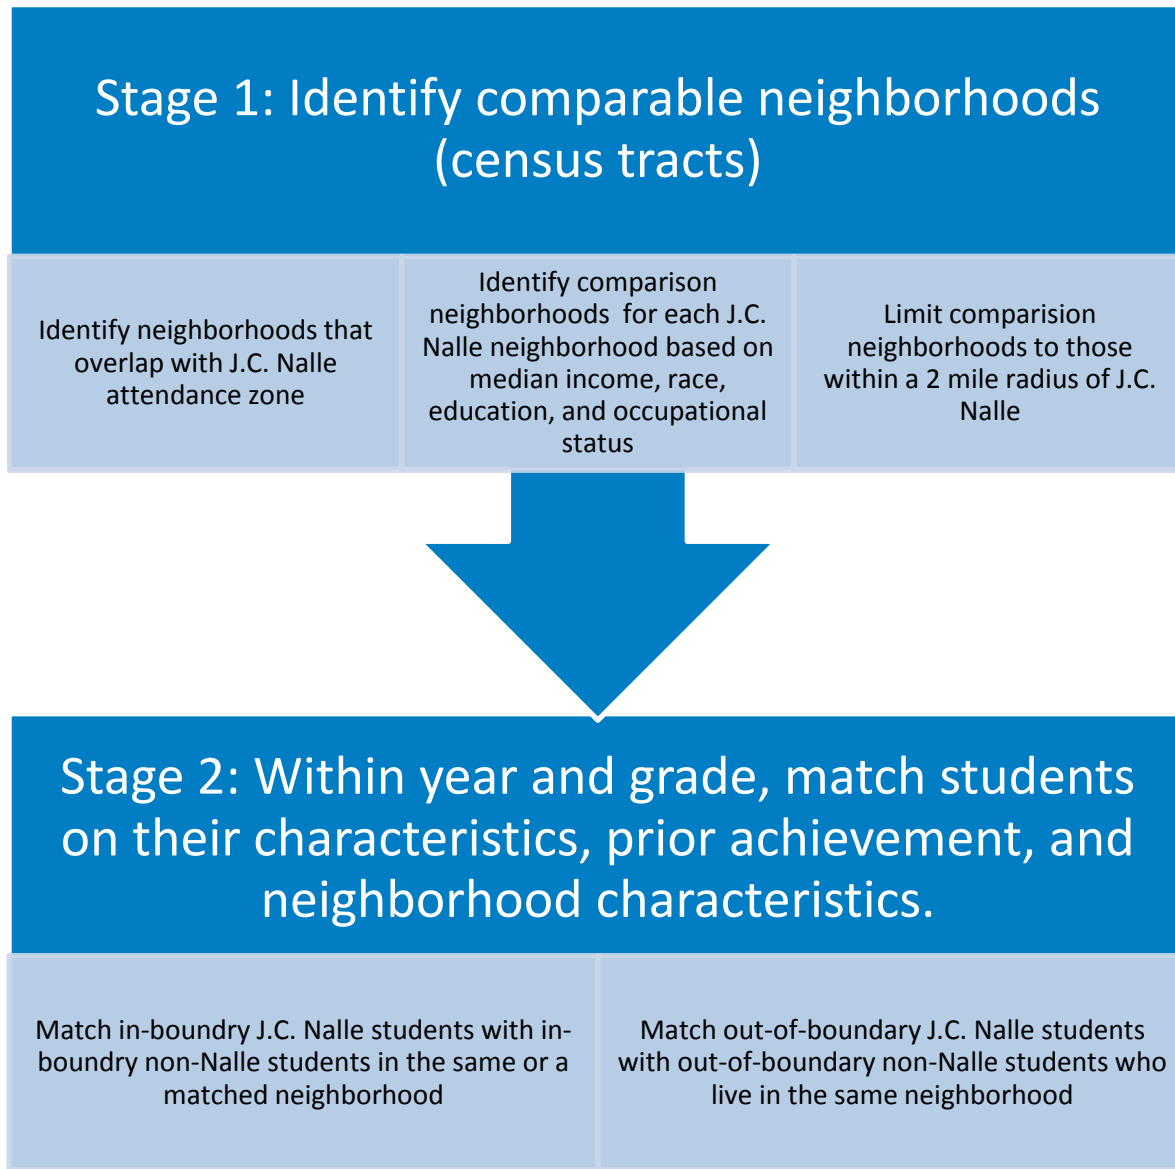 Stage 1: Identify comparable neighborhoods
(census tracts)
Identify neighborhoods that
overlap with J.C. Nalle
attendance zone
Identify comparison
neighborhoods  for each J.C.
Nalle neighborhood based on
median income, race,
education, and occupational
status
Limit comparision
neighborhoods to those
within a 2 mile radius of J.C.
Nalle
Stage 2: Within year and grade, match students
on their characteristics, prior achievement, and
neighborhood characteristics.
Match in-boundry J.C. Nalle students with in-
boundry non-Nalle students in the same or a
matched neighborhood
Match out-of-boundary J.C. Nalle students
with out-of-boundary non-Nalle students who
live in the same neighborhood